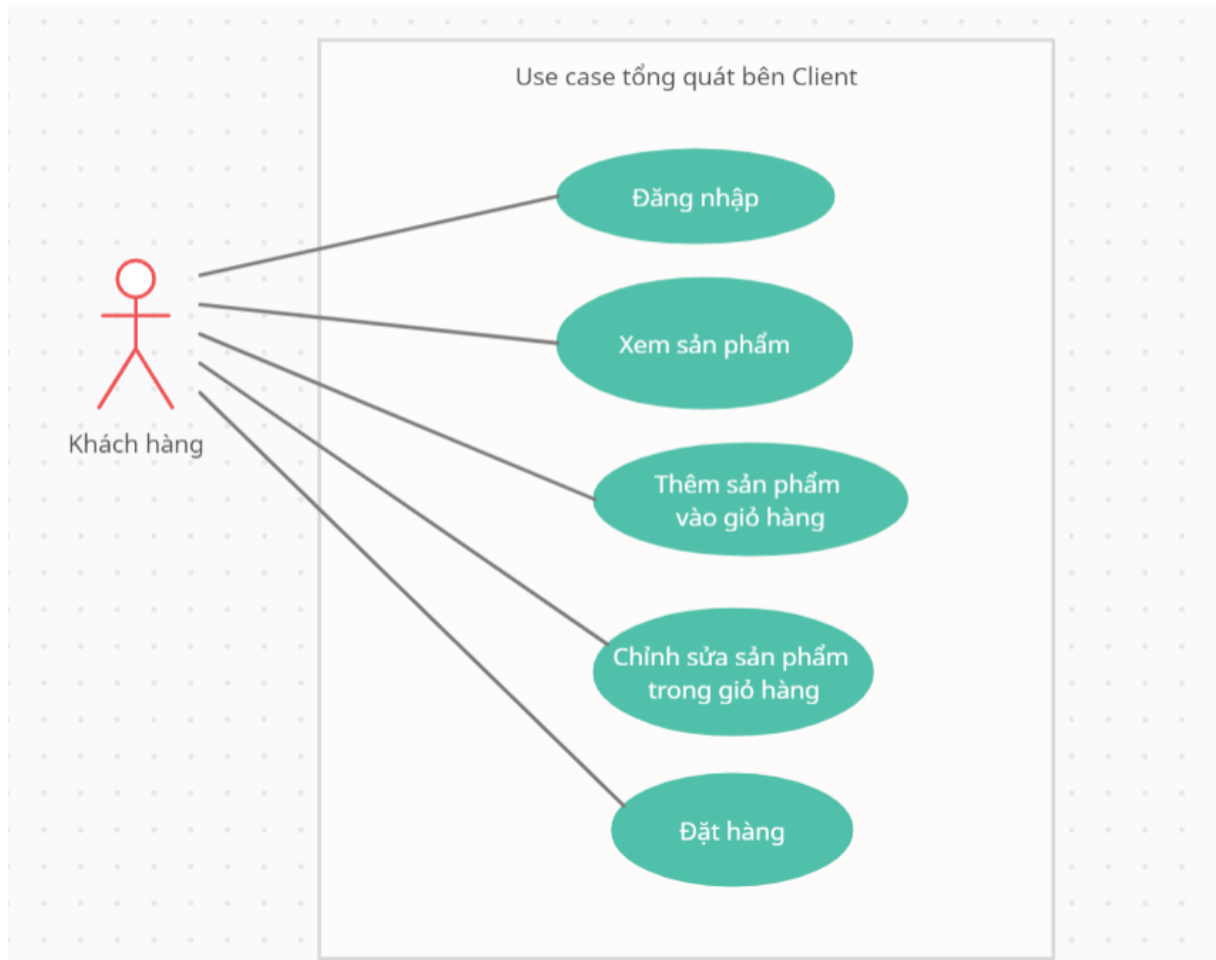 Use case tổng quát bên Client
Đăng nhập
Xem sản phẩm
Khách hàng
Thêm sản phẩm
vào giỏ hàng
Chỉnh sửa sản phẩm
trong giỏ hàng
Đặt hàng